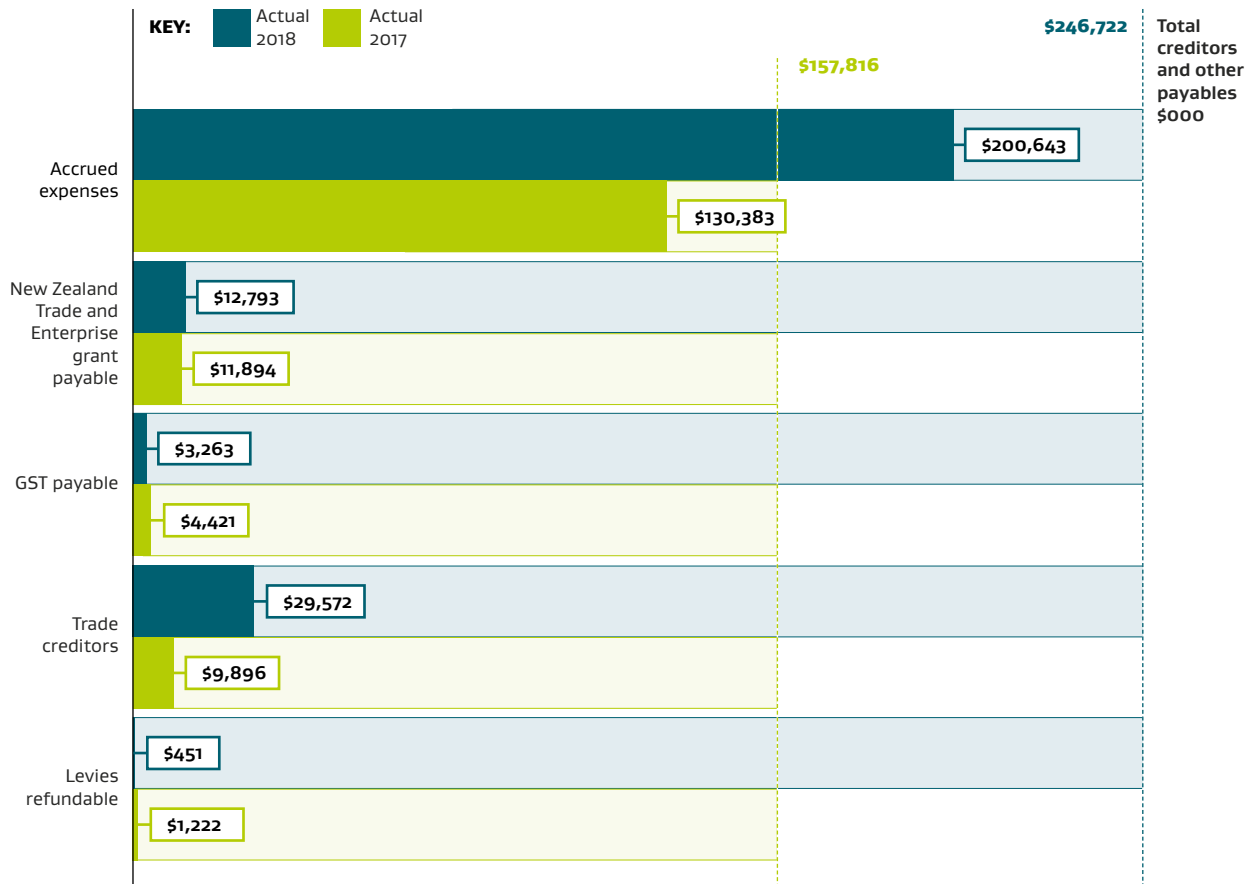 KEY:
Actual
2018
Actual
2017
$246,722
$157,816
Total
creditors
and other
payables
$000
Accrued
expenses
$200,643
$130,383
New Zealand
Trade and
Enterprise
grant
payable
$12,793
$11,894
GST payable
$3,263
$4,421
Trade
creditors
$29,572
$9,896
Levies
refundable
$451
$1,222